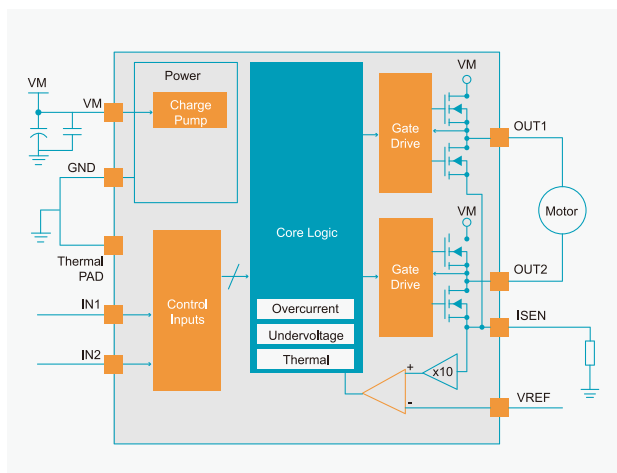 VM
VM
Power
Charge
Pump
GND
Thermal
PAD
IN1
IN2
Control
Inputs
Core Logic
Overcurrent
Undervoltage
Thermal
VM
Gate
Drive
OUT1
Motor
VM
Gate
Drive
OUT2
ISEN
x10
+
-
VREF